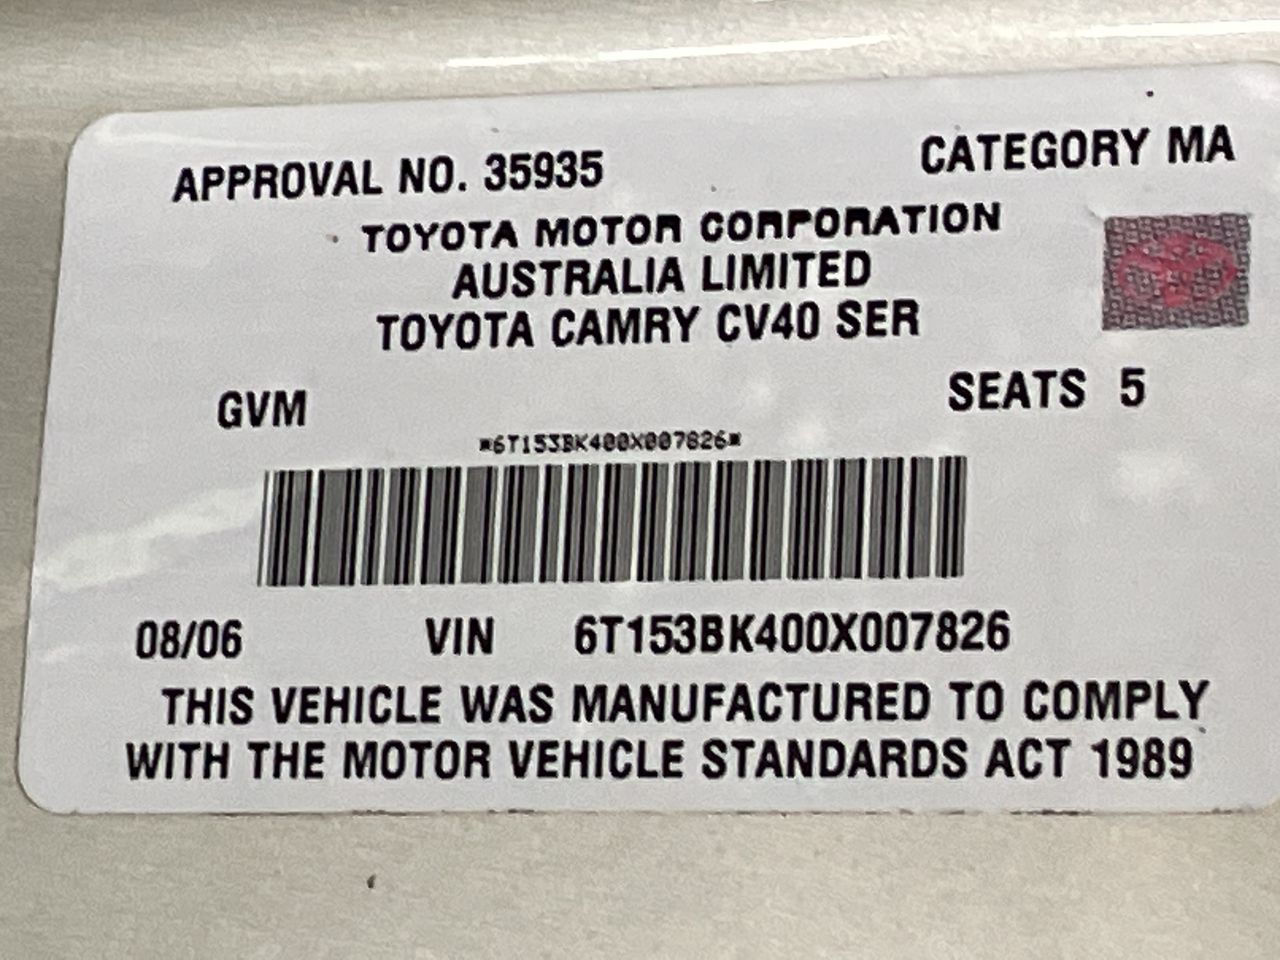 APPROVAL NO. 35935
CATEGORY MA
TOYOTA MOTOR CORPORATION
AUSTRALIA LIMITED
TOYOTA CAMRY CV40 SER
GVM
SEATS 5
*6T153BK400X007826*
08/06 VIN 6T153BK400X007826
THIS VEHICLE WAS MANUFACTURED TO COMPLY
WITH THE MOTOR VEHICLE STANDARDS ACT 1989